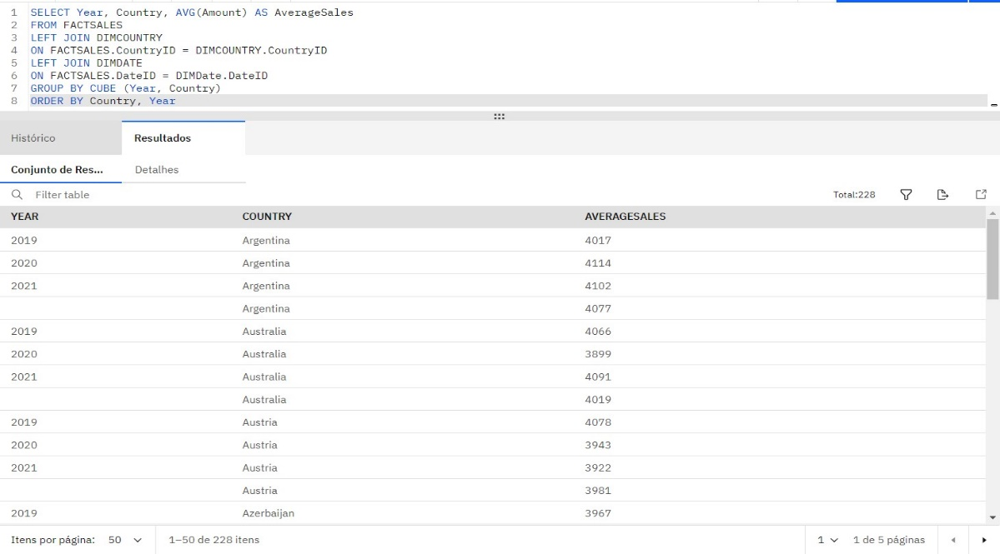 1 SELECT Year, Country, AVG(Amount) AS AverageSales
2 FROM FACTSALES
3 LEFT JOIN DIMCOUNTRY
4 ON FACTSALES.CountryID = DIMCOUNTRY.CountryID
5 LEFT JOIN DIMDATE
6 ON FACTSALES.DateID = DIMDate.DateID
7 GROUP BY CUBE (Year, Country)
8 ORDER BY Country, Year
Histórico Resultados
Conjunto de Res... Detalhes
Filter table Total:228
YEAR COUNTRY AVERAGESALES
2019 Argentina 4017
2020 Argentina 4114
2021 Argentina 4102
Argentina 4077
2019 Australia 4066
2020 Australia 3899
2021 Australia 4091
Australia 4019
2019 Austria 4078
2020 Austria 3943
2021 Austria 3922
Austria 3981
2019 Azerbaijan 3967
Itens por página: 50 1–50 de 228 itens 1 1 de 5 páginas